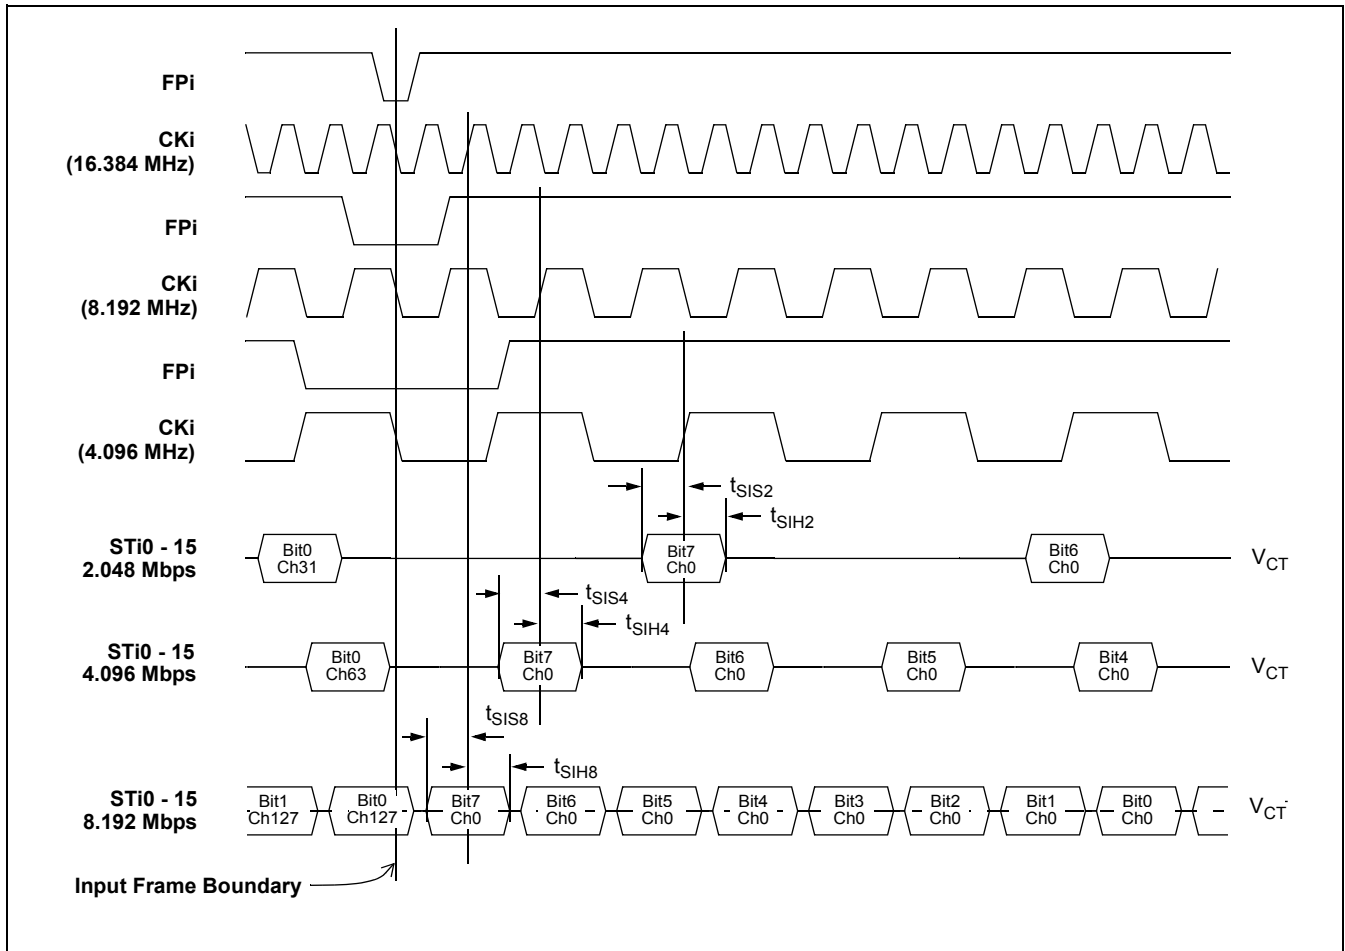 FPi
CKi
(16.384 MHz)
FPi
CKi
(8.192 MHz)
FPi
CKi
(4.096 MHz)
tSIS2
tSIH2
STi0 - 15
2.048 Mbps
Bit0
Ch31
Bit7
Ch0
Bit6
Ch0
VCT
tSIS4
tSIH4
STi0 - 15
4.096 Mbps
Bit0
Ch63
Bit7
Ch0
Bit6
Ch0
Bit5
Ch0
Bit4
Ch0
VCT
tSIS8
tSIH8
STi0 - 15
8.192 Mbps
Bit1
Ch127
Bit0
Ch127
Bit7
Ch0
Bit6
Ch0
Bit5
Ch0
Bit4
Ch0
Bit3
Ch0
Bit2
Ch0
Bit1
Ch0
Bit0
Ch0
VCT
Input Frame Boundary